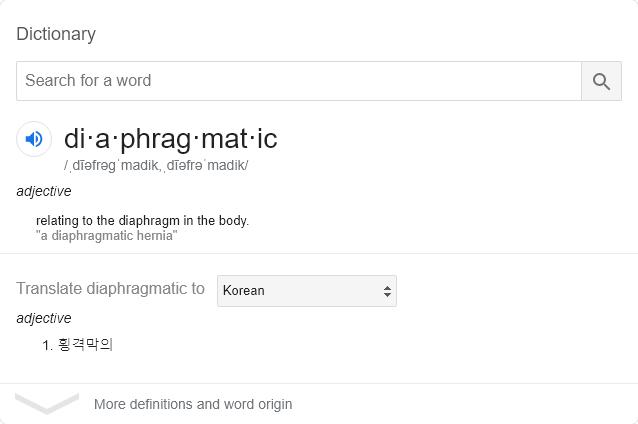 Dictionary
Search for a word
di·a·phrag·mat·ic
/ˌdīəfrəɡˈmadik,ˌdīəfrəˈmadik/
adjective
relating to the diaphragm in the body.
"a diaphragmatic hernia"
Translate diaphragmatic to Korean
adjective
1. 횡격막의
More definitions and word origin